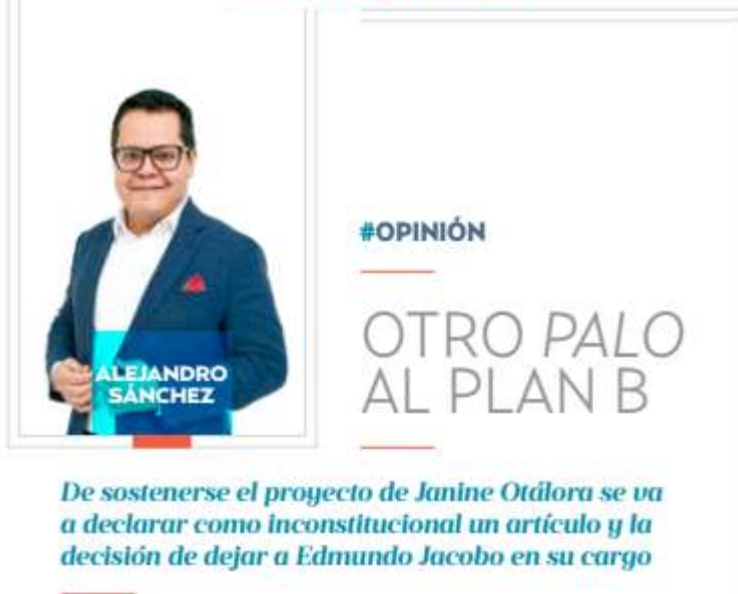 ALEJANDRO
SÁNCHEZ
#OPINIÓN
OTRO PALO
AL PLAN B
De sostenerse el proyecto de Janine Otálora se va
a declarar como inconstitucional un artículo y la
decisión de dejar a Edmundo Jacobo en su cargo